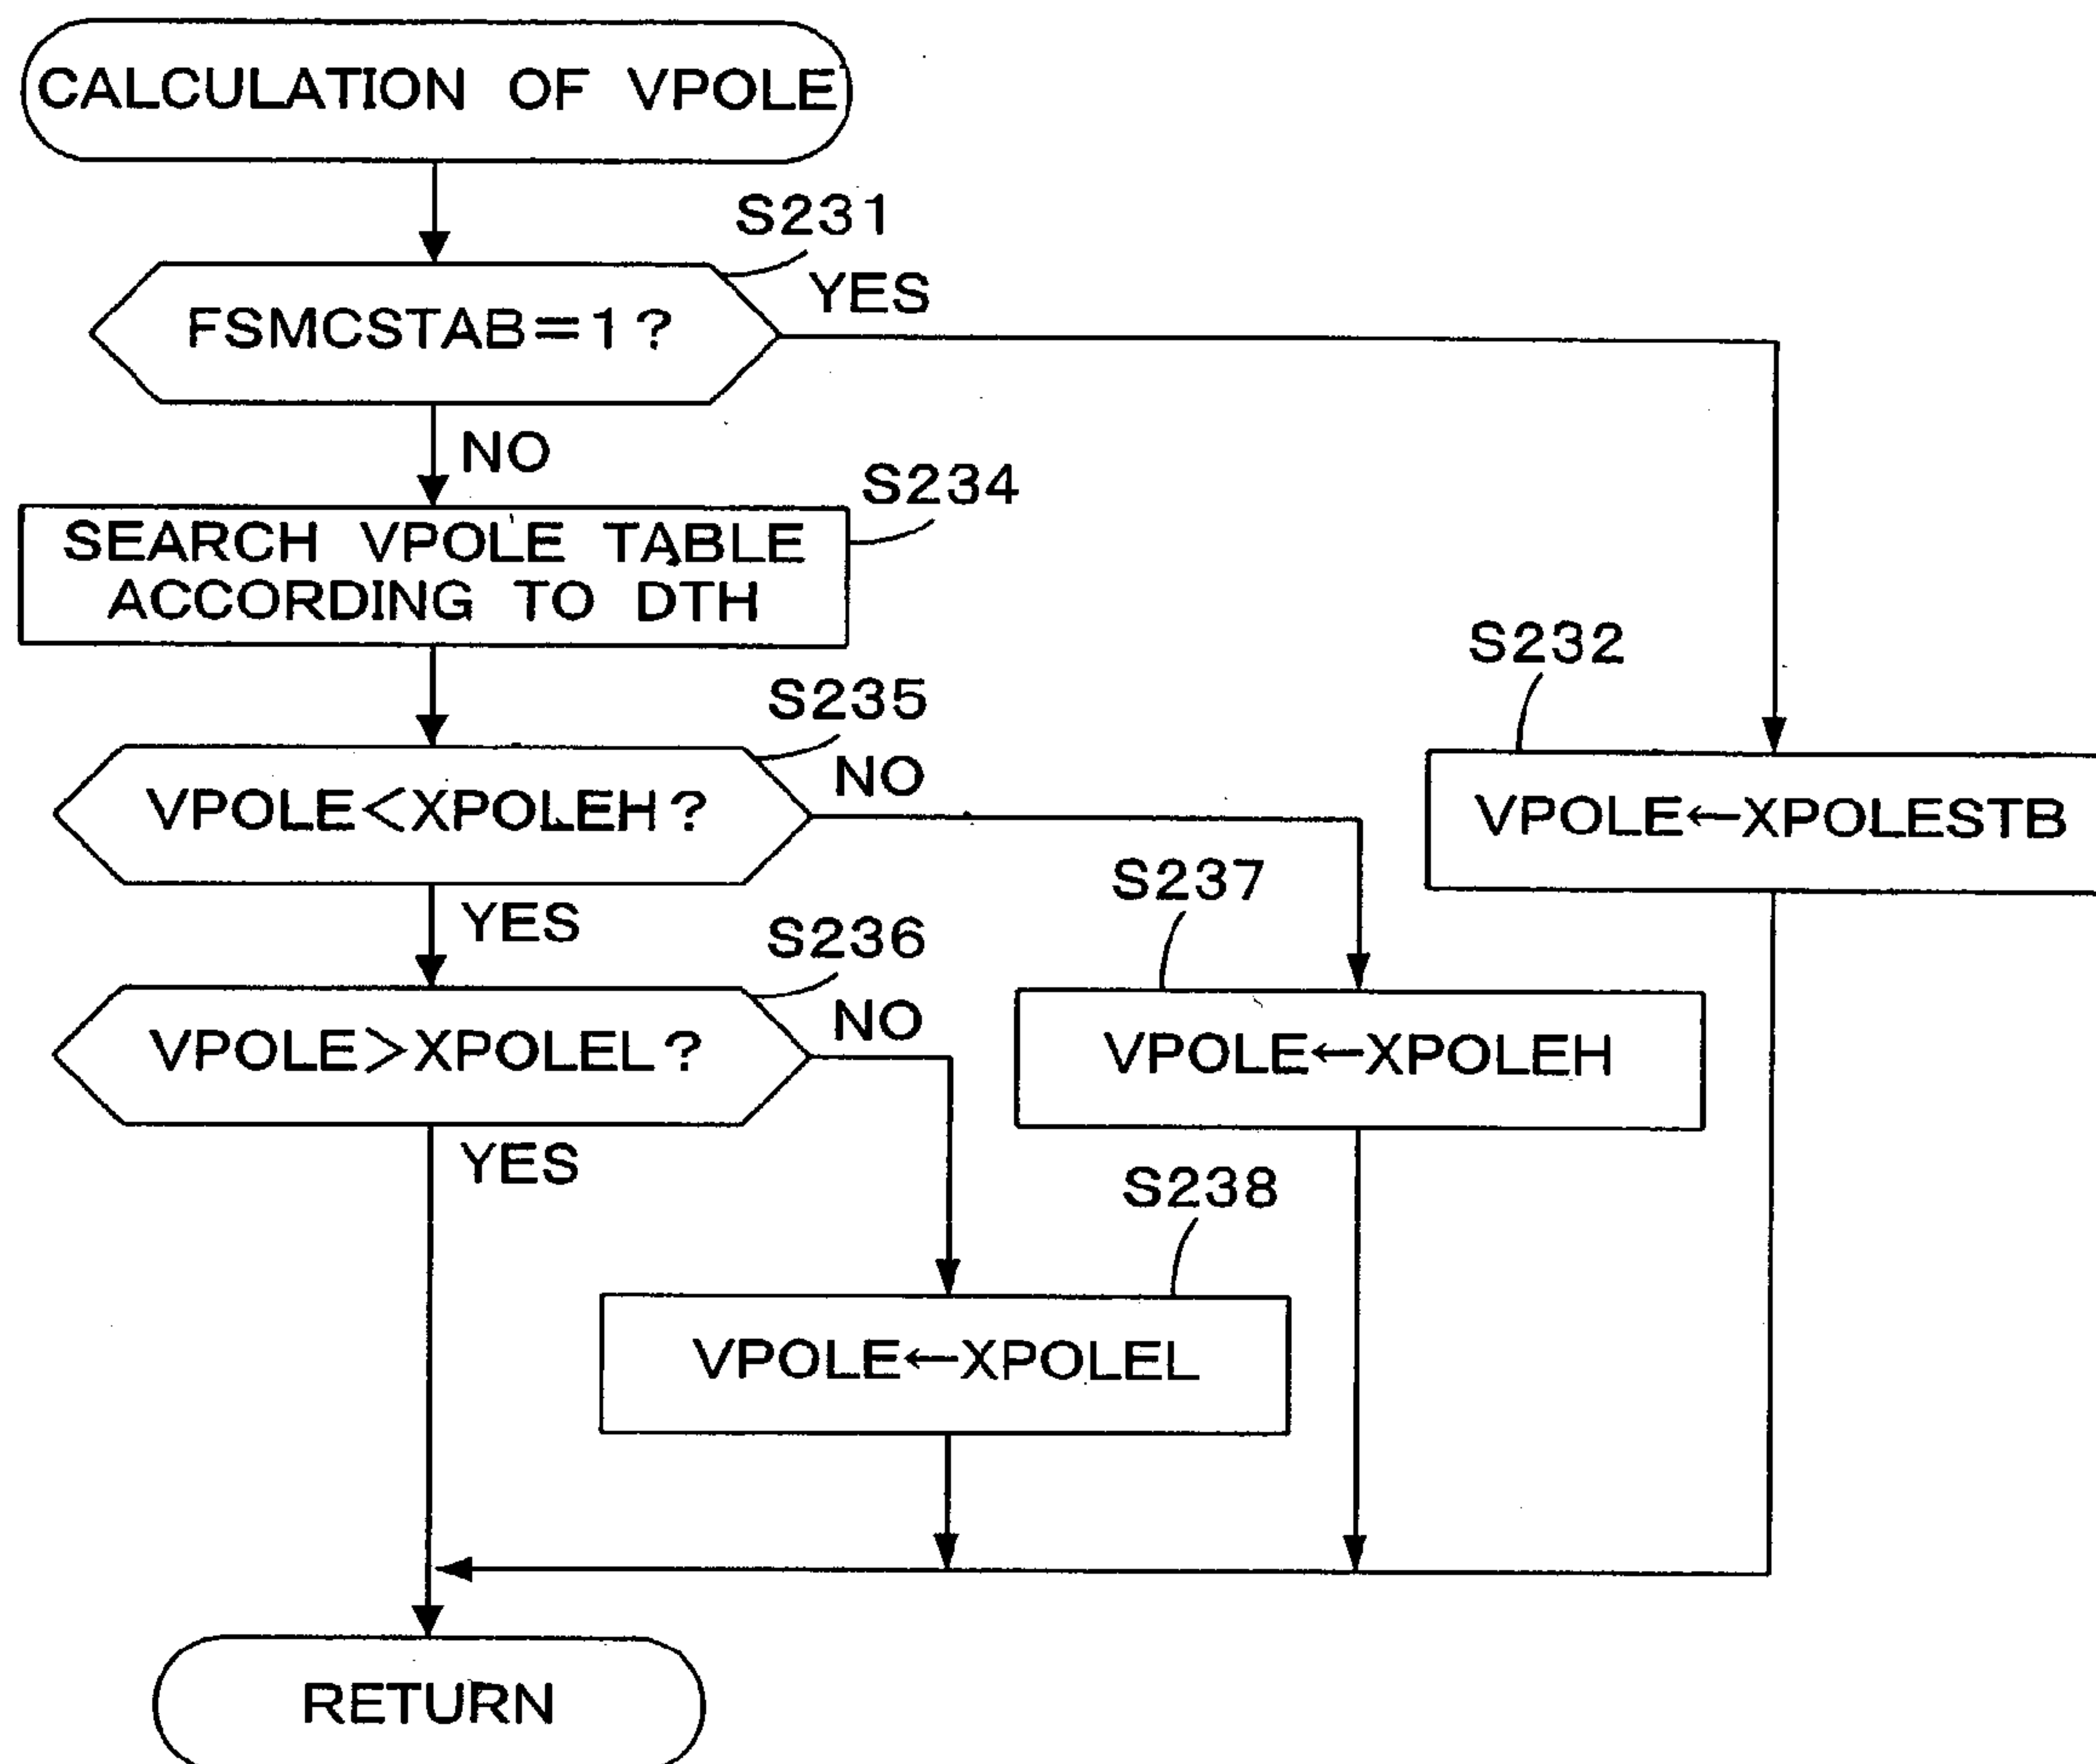 CALCULATION OF VPOLE
S231
FSMCSTAB=1?
YES
NO
S234
SEARCH VPOLE TABLE
ACCORDING TO DTH
S232
VPOLE←XPOLESTB
S235
VPOLE<XPOLEH?
NO
YES
S237
VPOLE←XPOLEH
S236
VPOLE>XPOLEL?
NO
YES
S238
VPOLE←XPOLEL
RETURN